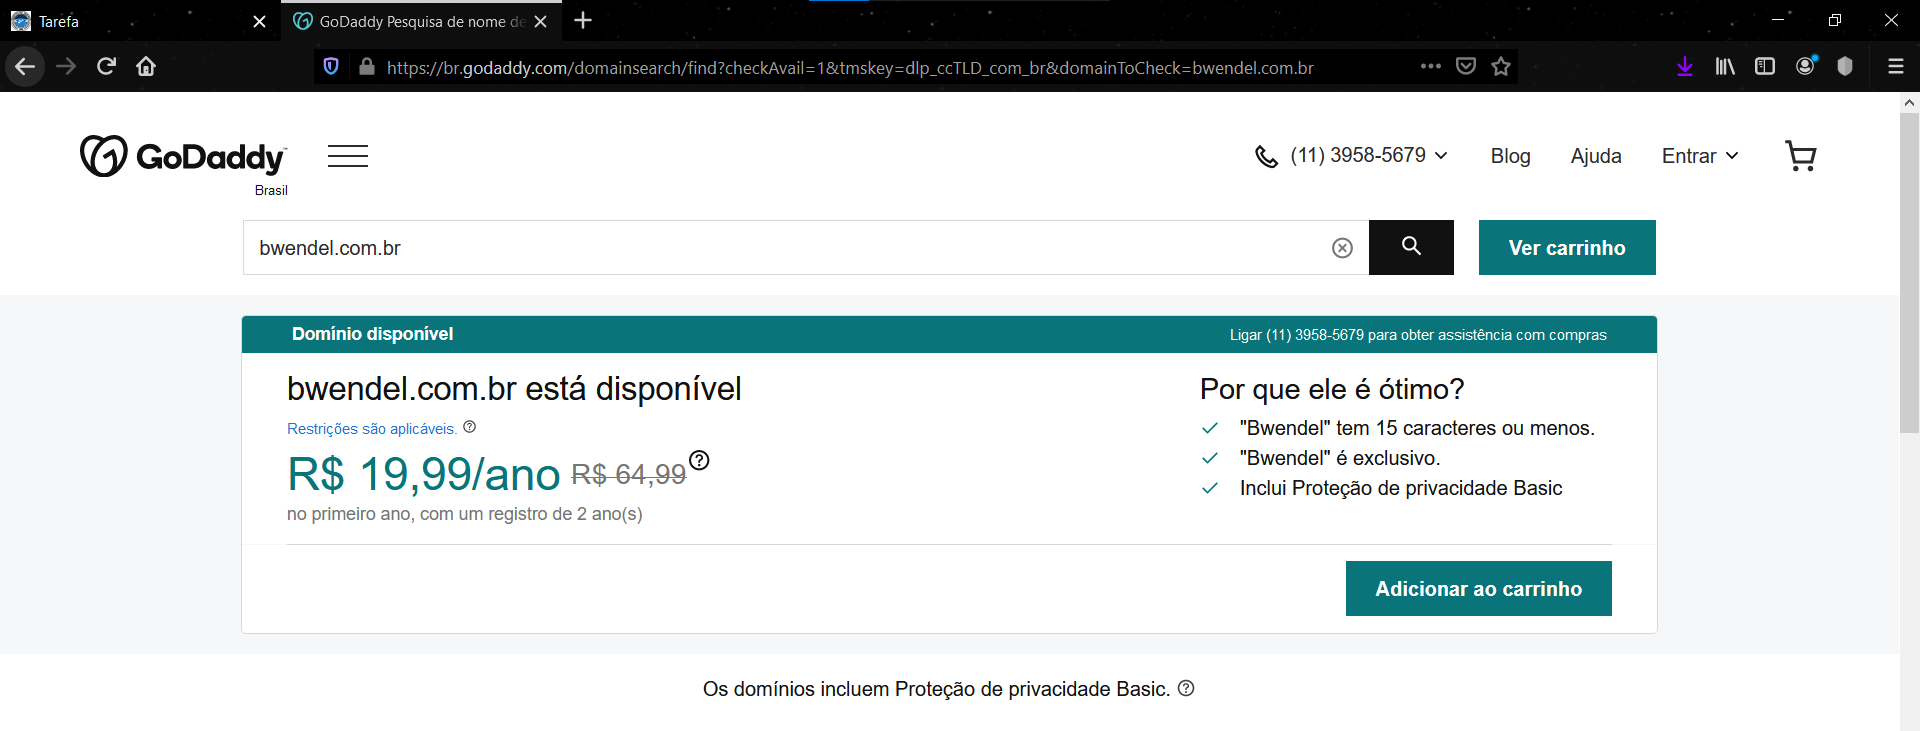 Tarefa
GoDaddy Pesquisa de nome de
https://br.godaddy.com/domainsearch/find?checkAvail=1&tmskey=dlp_ccTLD_com_br&domainToCheck=bwendel.com.br
GoDaddy
Brasil
(11) 3958-5679
Blog
Ajuda
Entrar
bwendel.com.br
Ver carrinho
Domínio disponível
Ligar (11) 3958-5679 para obter assistência com compras
bwendel.com.br está disponível
Restrições são aplicáveis.
R$ 19,99/ano R$ 64,99
no primeiro ano, com um registro de 2 ano(s)
Por que ele é ótimo?
"Bwendel" tem 15 caracteres ou menos.
"Bwendel" é exclusivo.
Inclui Proteção de privacidade Basic
Adicionar ao carrinho
Os domínios incluem Proteção de privacidade Basic.